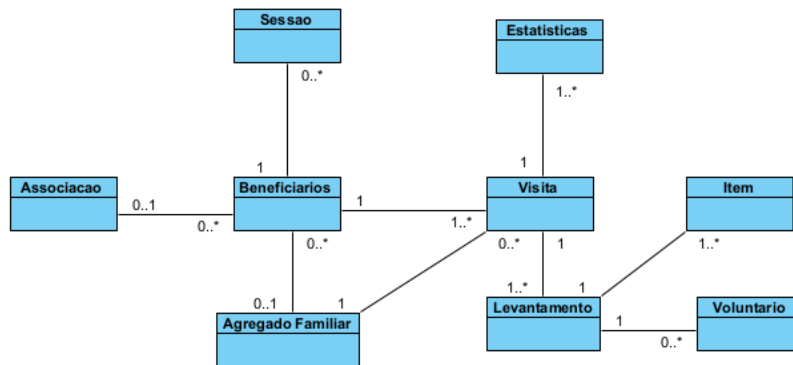 Sessao
0..*
Estatisticas
1..*
1
1
Associacao
0..1
0..*
Beneficiarios
1
1..*
Visita
Item
0..*
0..*
1
1..*
0..1
1
1..*
1
Agregado Familiar
Levantamento
1
0..*
Voluntario